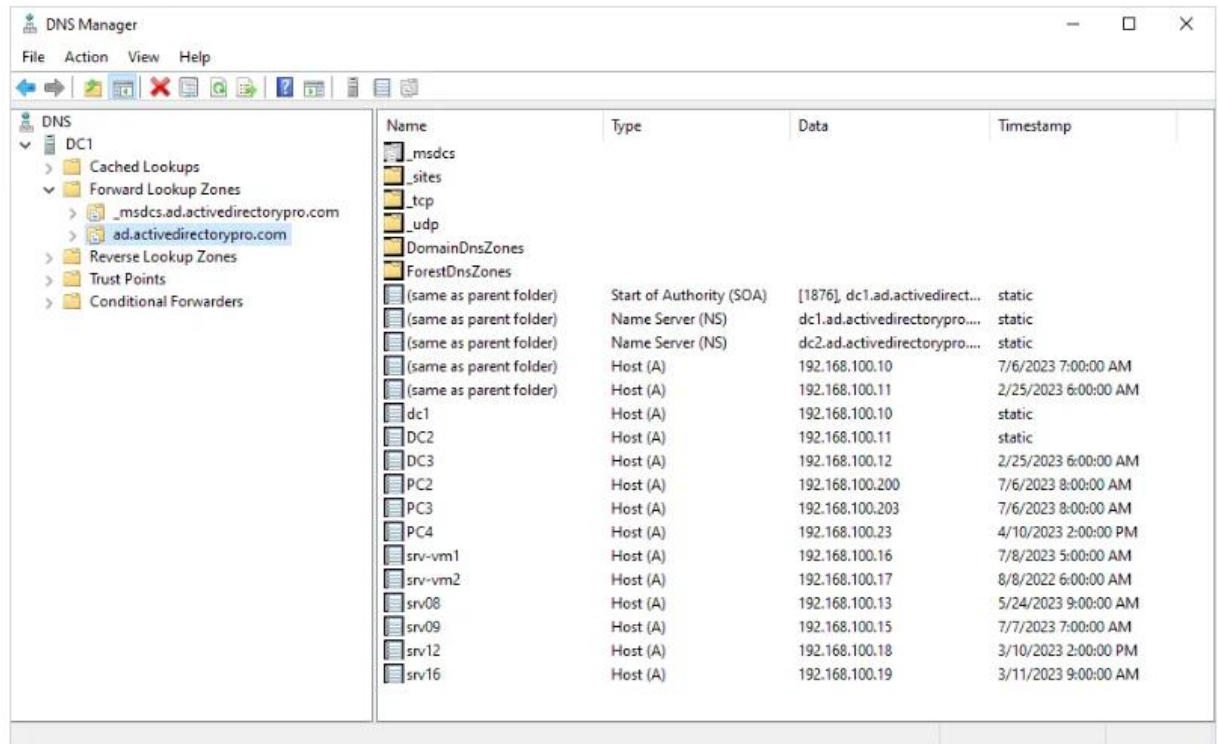 DNS Manager
File Action View Help
DNS
DC1
Cached Lookups
Forward Lookup Zones
_msdcs.ad.activedirectorypro.com
ad.activedirectorypro.com
Reverse Lookup Zones
Trust Points
Conditional Forwarders
Name Type Data Timestamp
_msdcs
_sites
_tcp
_udp
DomainDnsZones
ForestDnsZones
(same as parent folder) Start of Authority (SOA) [1876], dc1.ad.activedirect... static
(same as parent folder) Name Server (NS) dc1.ad.activedirectorypro.... static
(same as parent folder) Name Server (NS) dc2.ad.activedirectorypro.... static
(same as parent folder) Host (A) 192.168.100.10 7/6/2023 7:00:00 AM
(same as parent folder) Host (A) 192.168.100.11 2/25/2023 6:00:00 AM
dc1 Host (A) 192.168.100.10 static
DC2 Host (A) 192.168.100.11 static
DC3 Host (A) 192.168.100.12 2/25/2023 6:00:00 AM
PC2 Host (A) 192.168.100.200 7/6/2023 8:00:00 AM
PC3 Host (A) 192.168.100.203 7/6/2023 8:00:00 AM
PC4 Host (A) 192.168.100.23 4/10/2023 2:00:00 PM
srv-vm1 Host (A) 192.168.100.16 7/8/2023 5:00:00 AM
srv-vm2 Host (A) 192.168.100.17 8/8/2022 6:00:00 AM
srv08 Host (A) 192.168.100.13 5/24/2023 9:00:00 AM
srv09 Host (A) 192.168.100.15 7/7/2023 7:00:00 AM
srv12 Host (A) 192.168.100.18 3/10/2023 2:00:00 PM
srv16 Host (A) 192.168.100.19 3/11/2023 9:00:00 AM